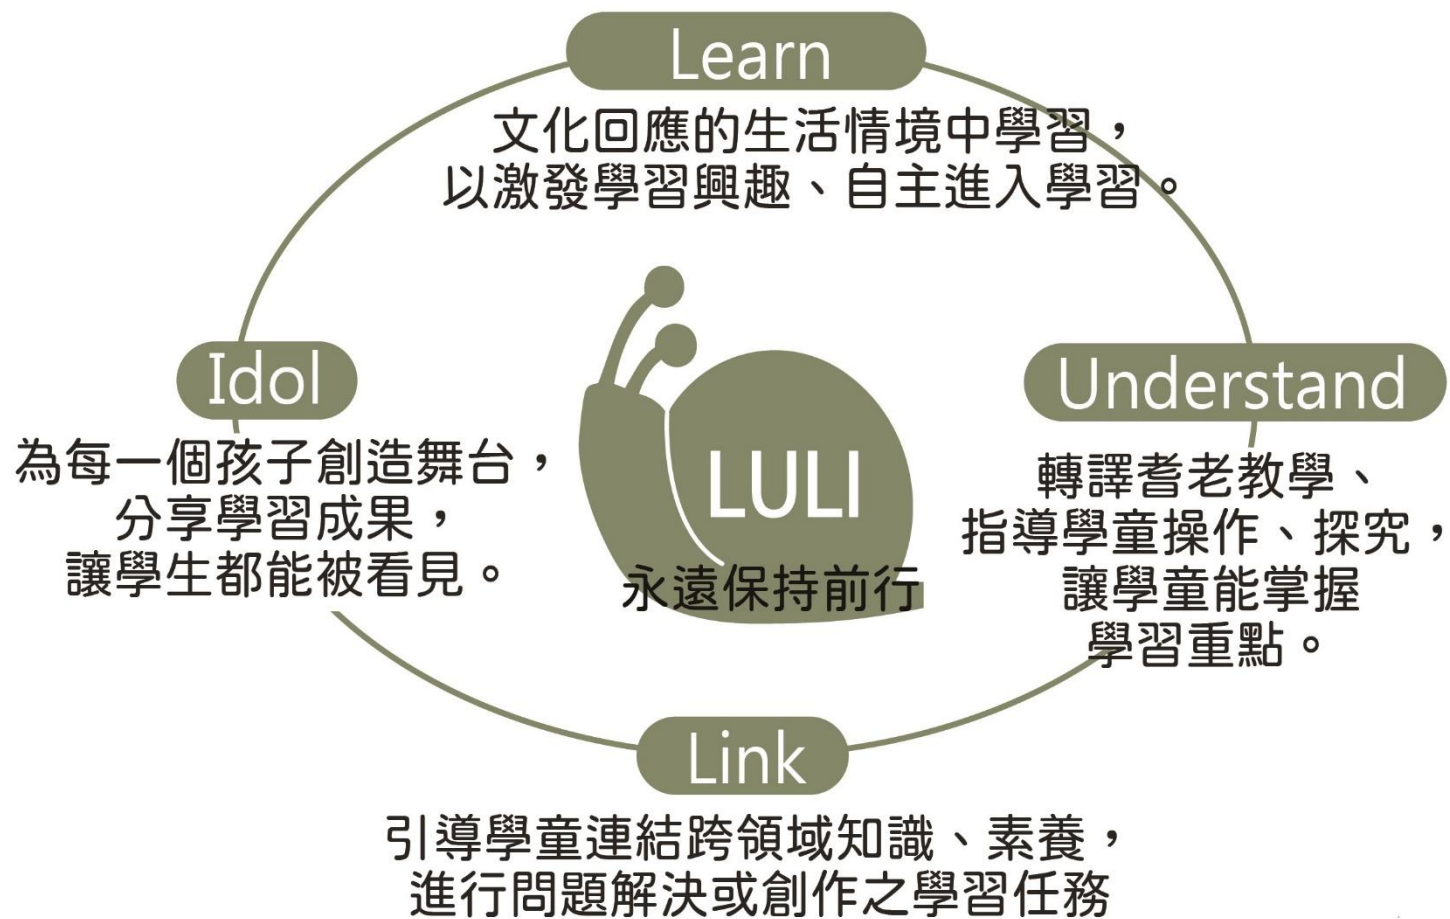 Learn
文化回應的生活情境中學習，
以激發學習興趣、自主進入學習。
Idol
為每一個孩子創造舞台，
分享學習成果，
讓學生都能被看見。
LULI
永遠保持前行
Understand
轉譯耆老教學、
指導學童操作、探究，
讓學童能掌握
學習重點。
Link
引導學童連結跨領域知識、素養，
進行問題解決或創作之學習任務